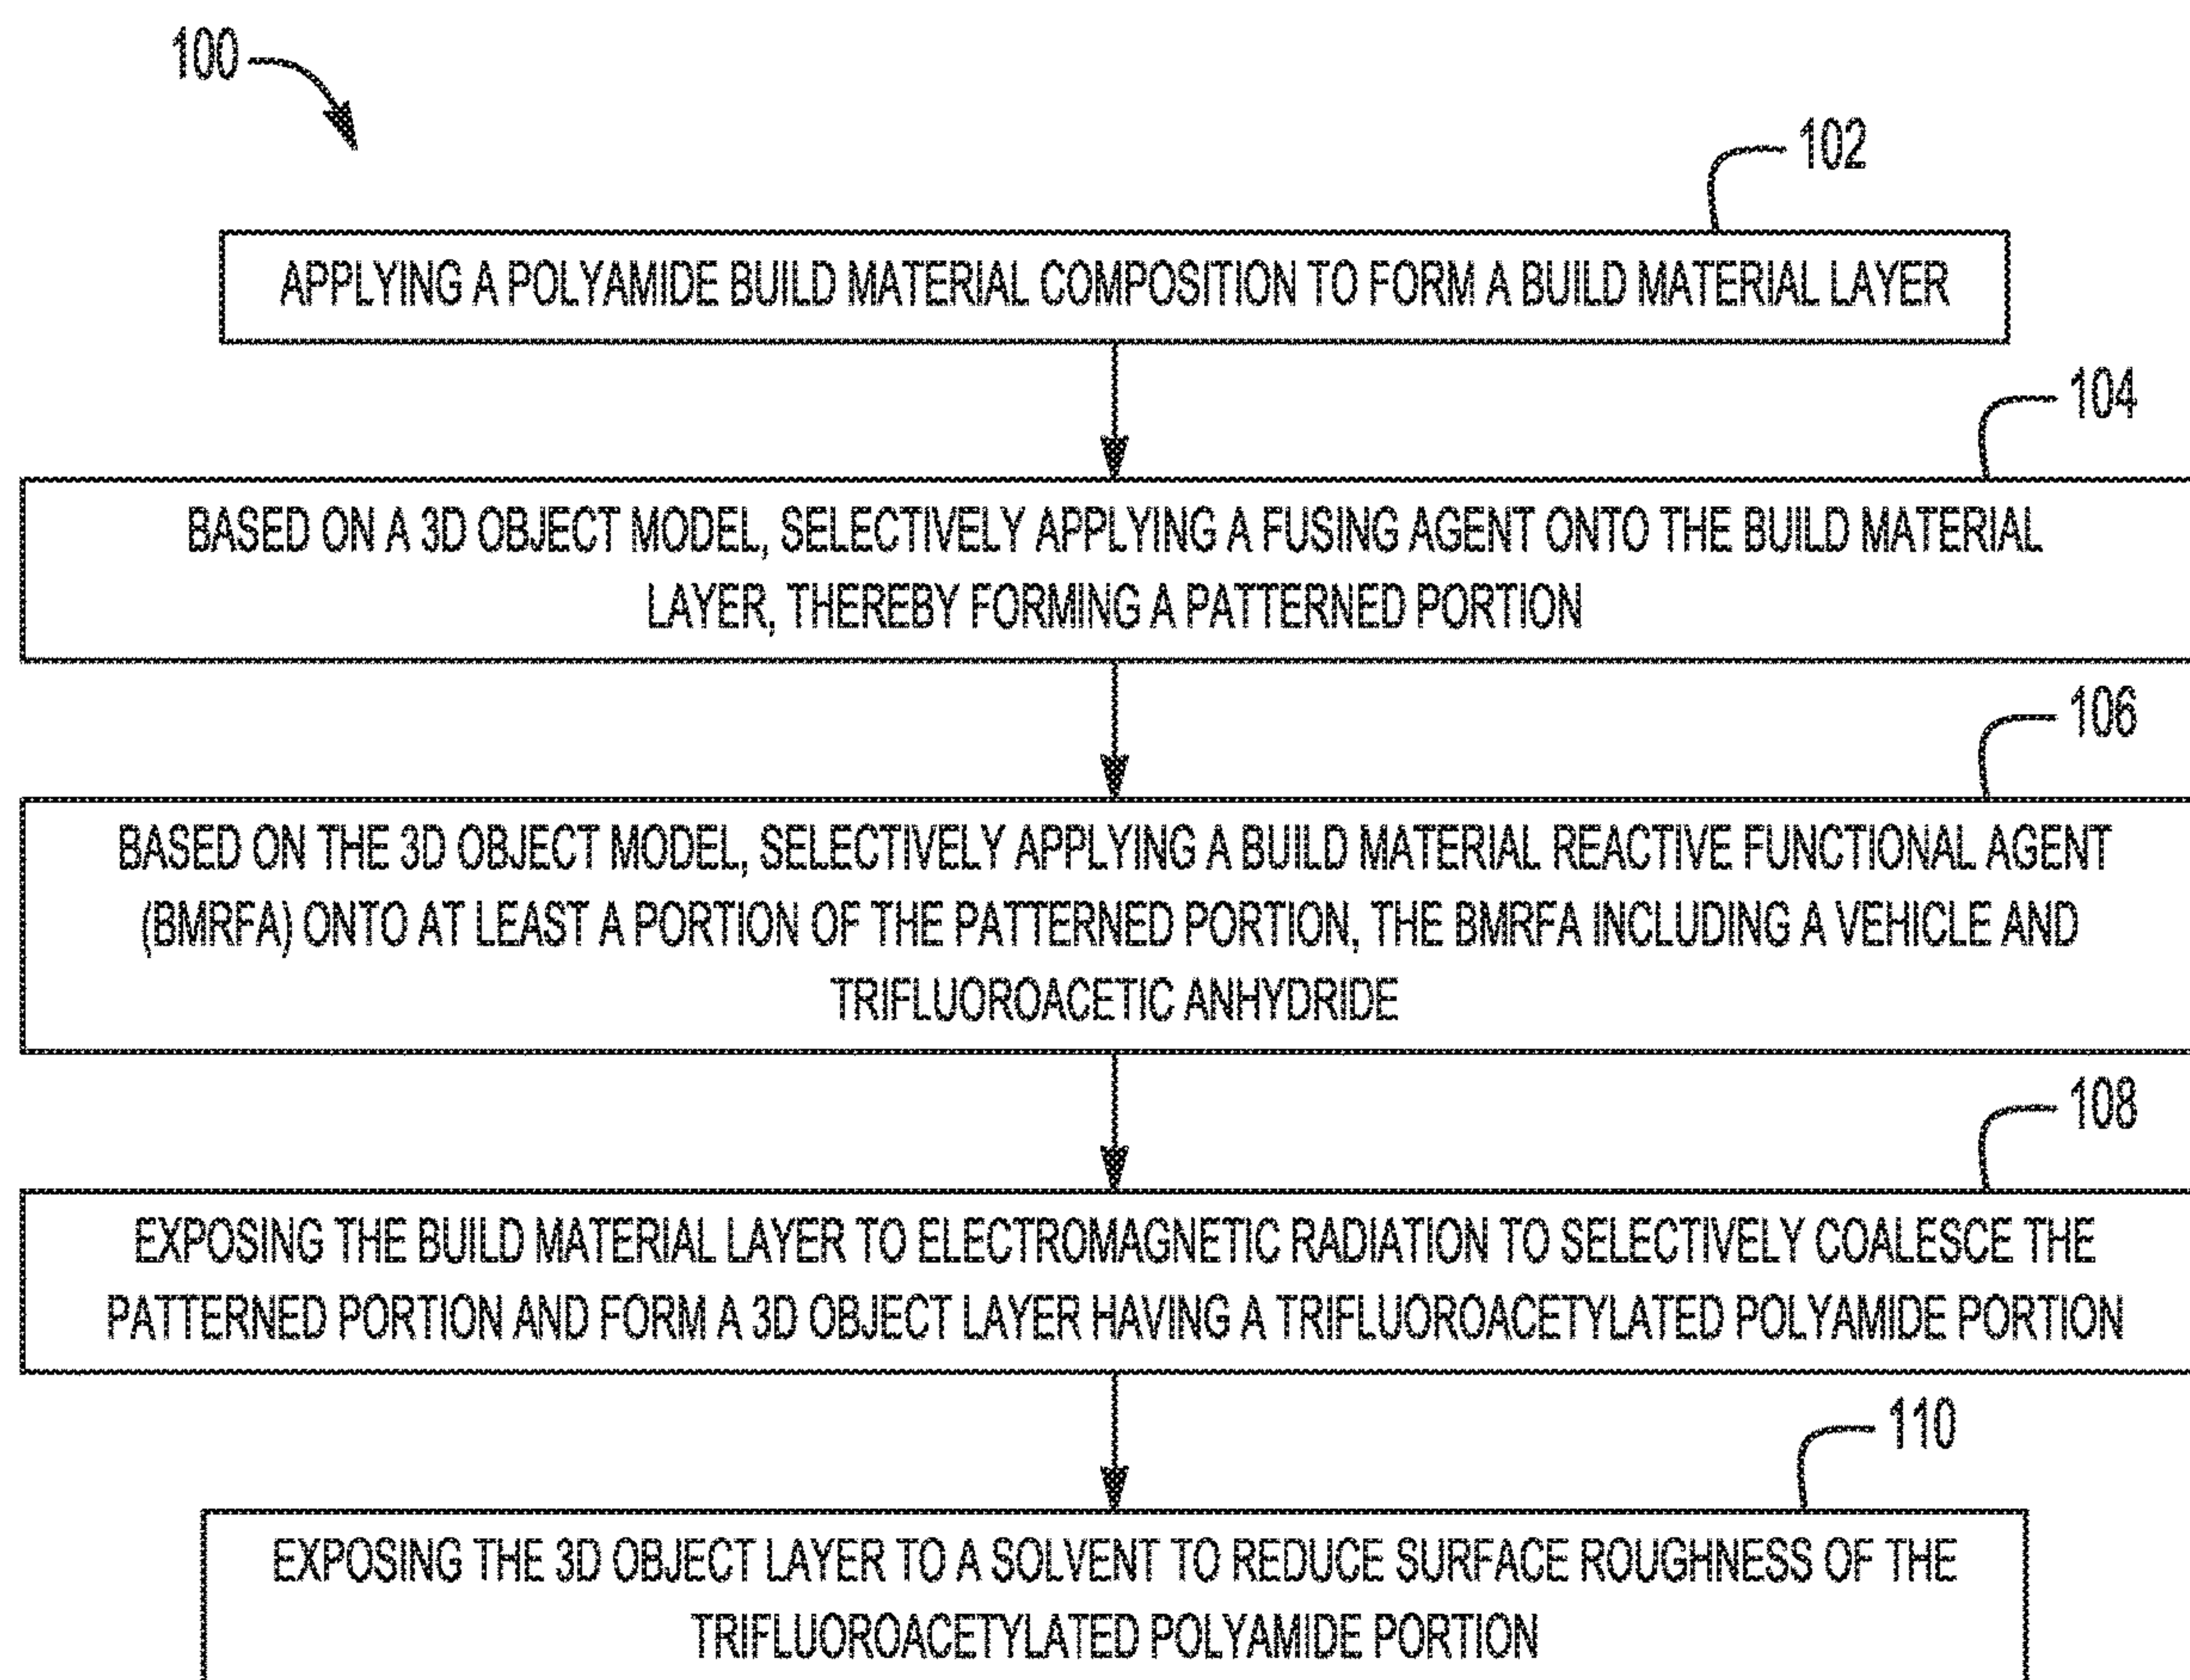 100
102
APPLYING A POLYAMIDE BUILD MATERIAL COMPOSITION TO FORM A BUILD MATERIAL LAYER
104
BASED ON A 3D OBJECT MODEL, SELECTIVELY APPLYING A FUSING AGENT ONTO THE BUILD MATERIAL
LAYER, THEREBY FORMING A PATTERNED PORTION
106
BASED ON THE 3D OBJECT MODEL, SELECTIVELY APPLYING A BUILD MATERIAL REACTIVE FUNCTIONAL AGENT
(BMRFA) ONTO AT LEAST A PORTION OF THE PATTERNED PORTION, THE BMRFA INCLUDING A VEHICLE AND
TRIFLUOROACETIC ANHYDRIDE
108
EXPOSING THE BUILD MATERIAL LAYER TO ELECTROMAGNETIC RADIATION TO SELECTIVELY COALESCE THE
PATTERNED PORTION AND FORM A 3D OBJECT LAYER HAVING A TRIFLUOROACETYLATED POLYAMIDE PORTION
110
EXPOSING THE 3D OBJECT LAYER TO A SOLVENT TO REDUCE SURFACE ROUGHNESS OF THE
TRIFLUOROACETYLATED POLYAMIDE PORTION